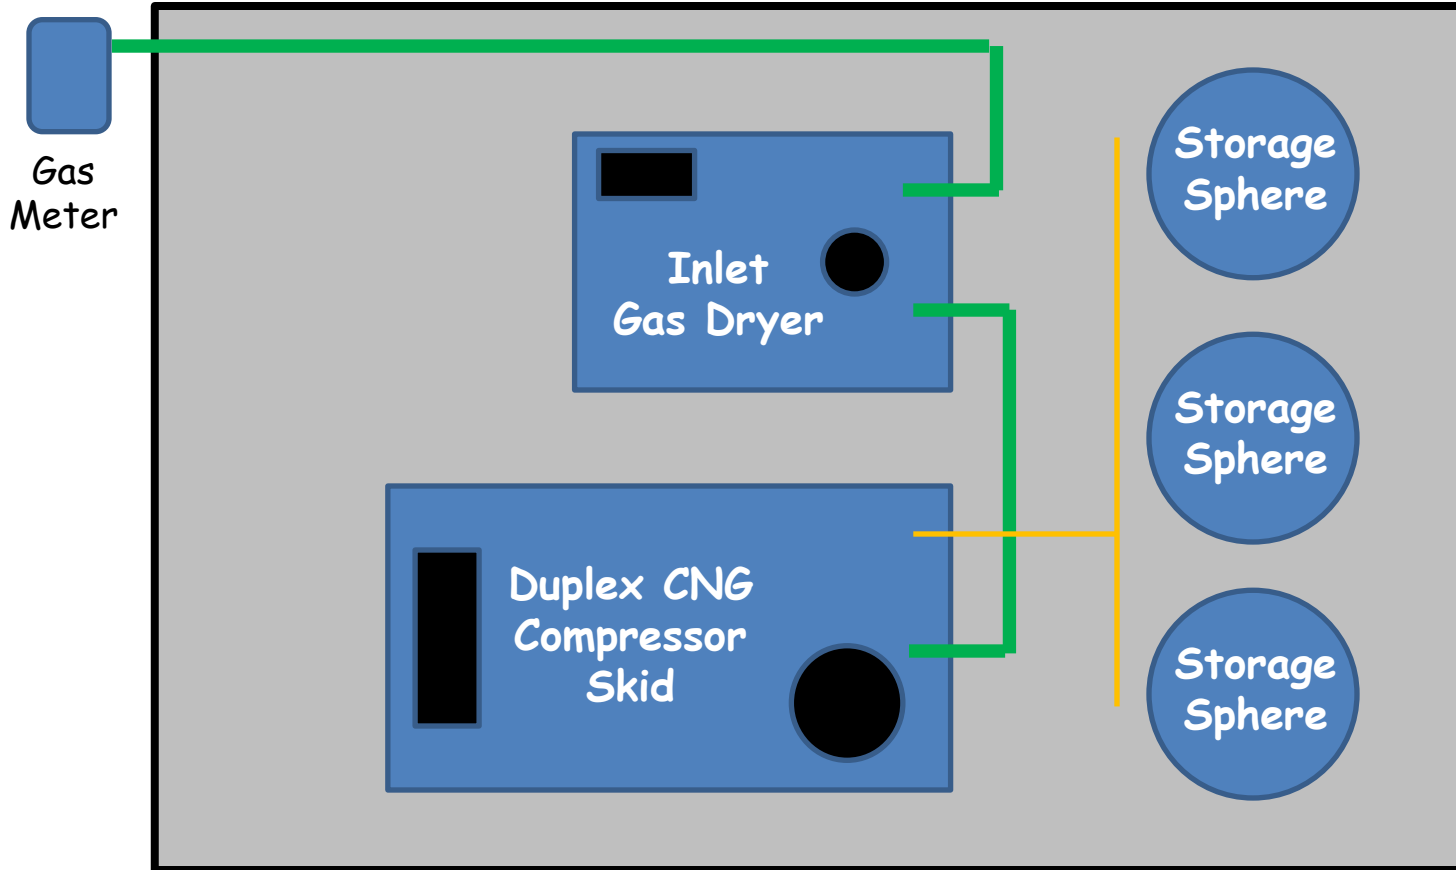 Gas
Meter
Inlet
Gas Dryer
Duplex CNG
Compressor
Skid
Storage
Sphere
Storage
Sphere
Storage
Sphere